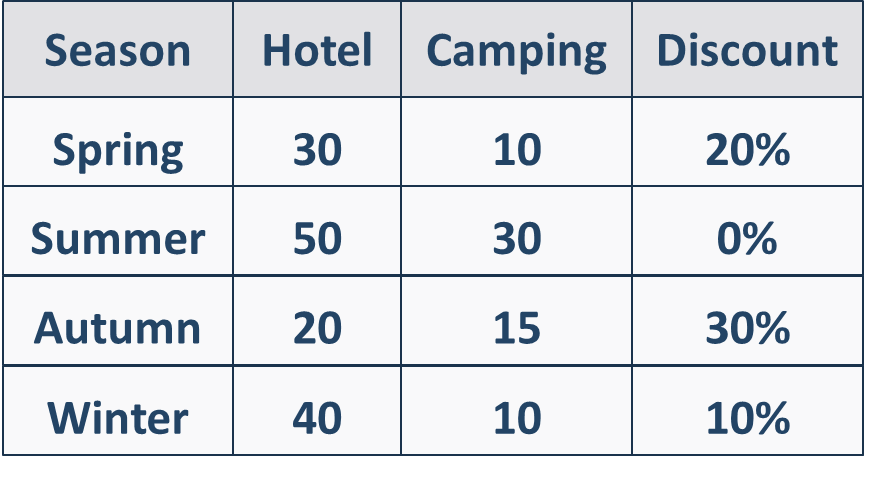 Season Hotel Camping Discount
Spring 30 10 20%
Summer 50 30 0%
Autumn 20 15 30%
Winter 40 10 10%